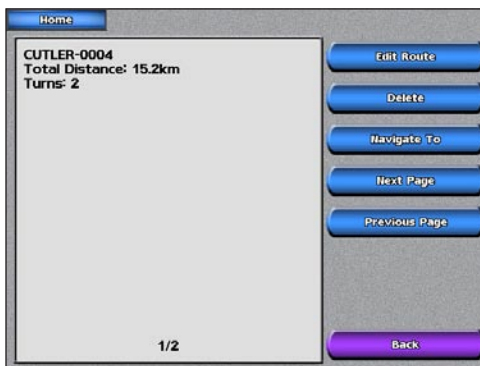 Home
CUTLER-0004
Total Distance: 15.2km
Turns: 2
1/2
Edit Route
Delete
Navigate To
Next Page
Previous Page
Back